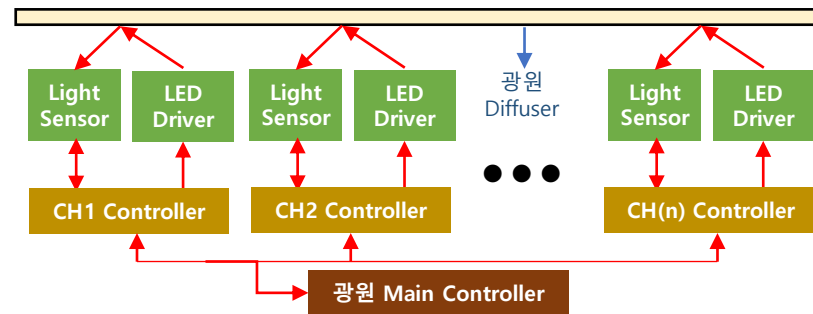 Light
Sensor
LED
Driver
Light
Sensor
LED
Driver
광원
Diffuser
Light
Sensor
LED
Driver
CH1 Controller
CH2 Controller
CH(n) Controller
광원 Main Controller